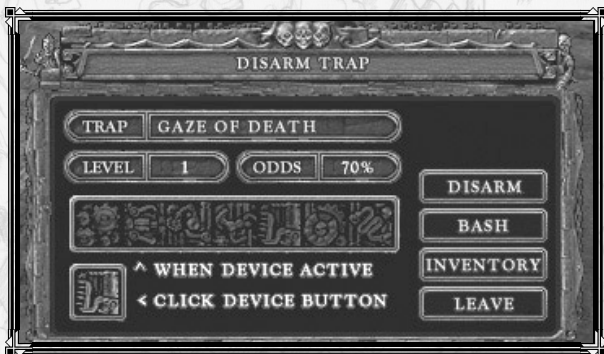 DISARM TRAP
TRAP GAZE OF DEATH
LEVEL 1 ODDS 70%
^ WHEN DEVICE ACTIVE
< CLICK DEVICE BUTTON
DISARM
BASH
INVENTORY
LEAVE